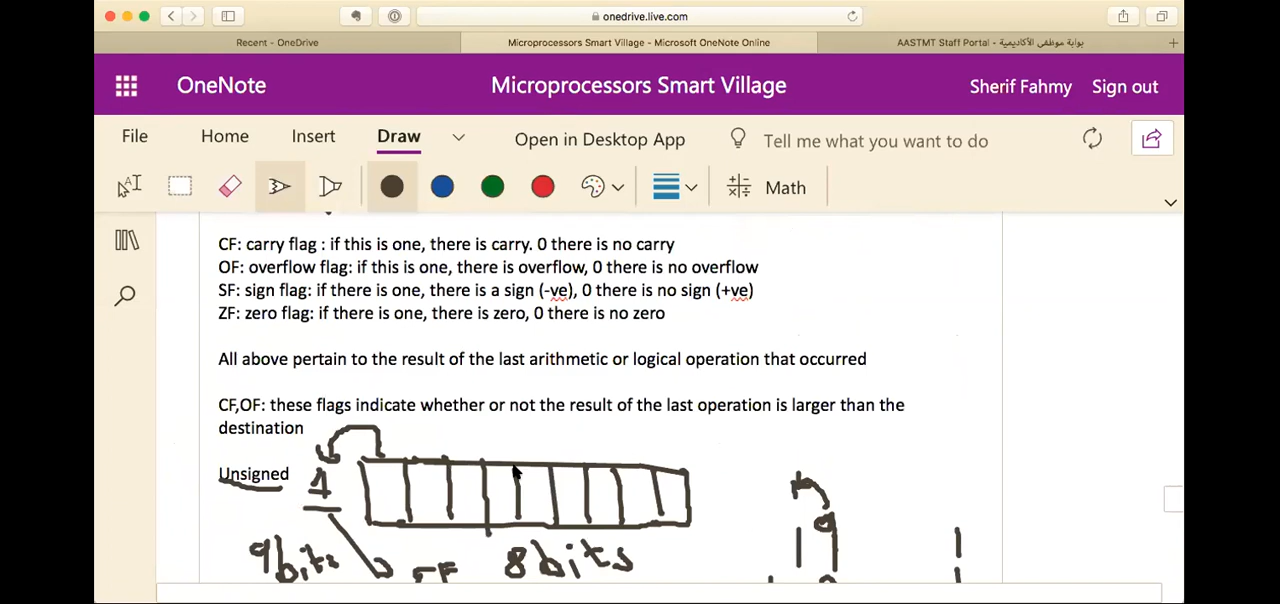 onedrive.live.com
Recent - OneDrive
Microprocessors Smart Village - Microsoft OneNote Online
بوابة موظفى الأكاديمية - AASTMT Staff Portal
OneNote
Microprocessors Smart Village
Sherif Fahmy
Sign out
File
Home
Insert
Draw
Open in Desktop App
Tell me what you want to do
Math
CF: carry flag : if this is one, there is carry. 0 there is no carry
OF: overflow flag: if this is one, there is overflow, 0 there is no overflow
SF: sign flag: if there is one, there is a sign (-ve), 0 there is no sign (+ve)
ZF: zero flag: if there is one, there is zero, 0 there is no zero
All above pertain to the result of the last arithmetic or logical operation that occurred
CF,OF: these flags indicate whether or not the result of the last operation is larger than the
destination
Unsigned
1
9bits
8bits